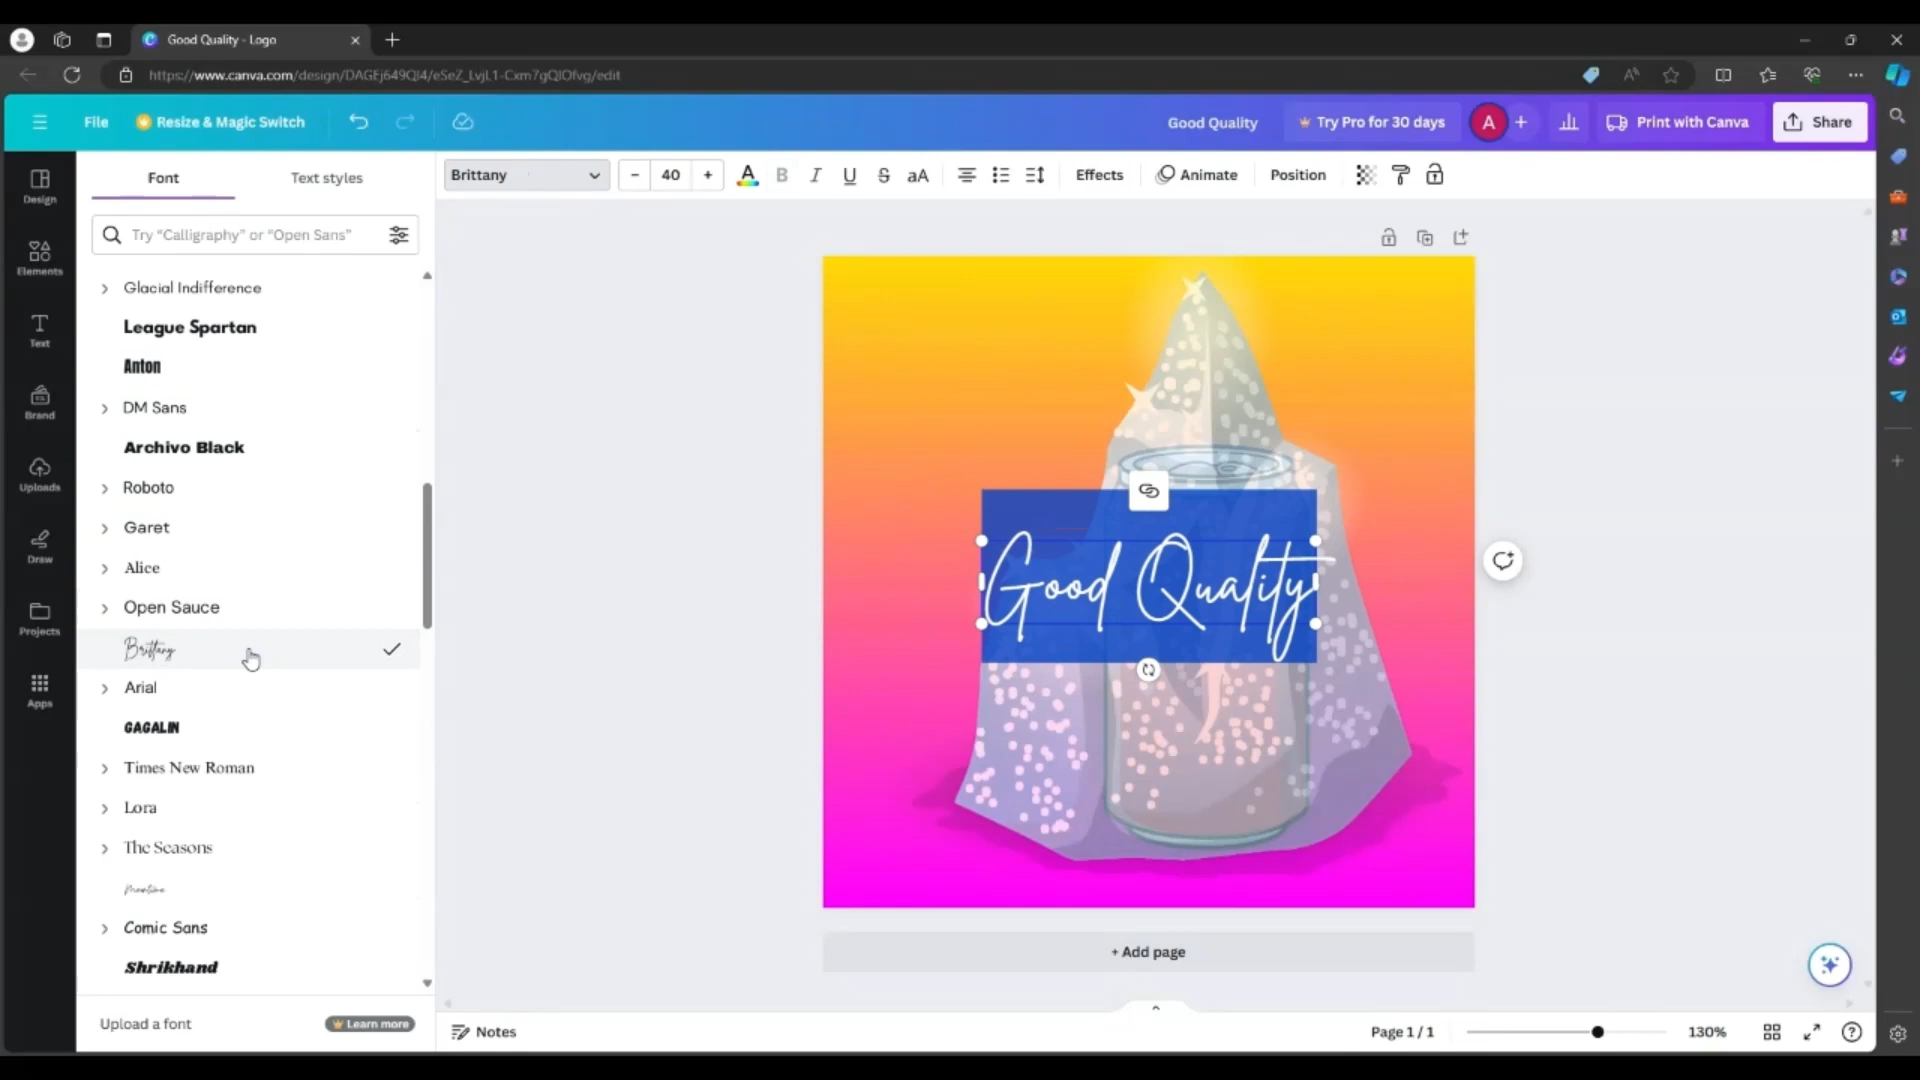 Good Quality - Logo
https://www.canva.com/design/DAGEj649QI4/eSeZ_LvjL1-Cxm7gQIOfvg/edit
File
Resize & Magic Switch
Good Quality
Try Pro for 30 days
A
Print with Canva
Share
Design
Elements
Text
Brand
Uploads
Draw
Projects
Apps
Font
Text styles
Try “Calligraphy” or “Open Sans”
Glacial Indifference
League Spartan
Anton
DM Sans
Archivo Black
Roboto
Garet
Alice
Open Sauce
Brittany
Arial
GAGALIN
Times New Roman
Lora
The Seasons
Comic Sans
Shrikhand
Upload a font
Learn more
Brittany
40
A
B
I
U
S
aA
Effects
Animate
Position
Good Quality
+ Add page
Notes
Page 1 / 1
130%